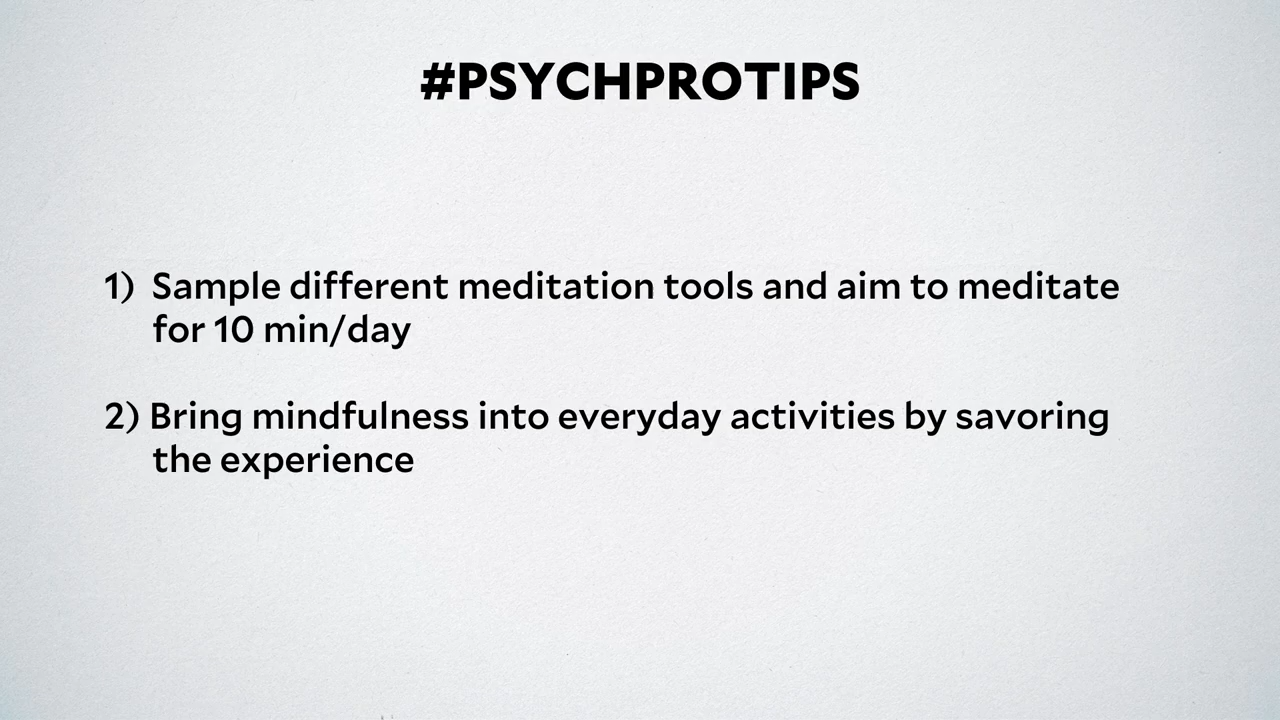 #PSYCHPROTIPS
1) Sample different meditation tools and aim to meditate
for 10 min/day
2) Bring mindfulness into everyday activities by savoring
the experience